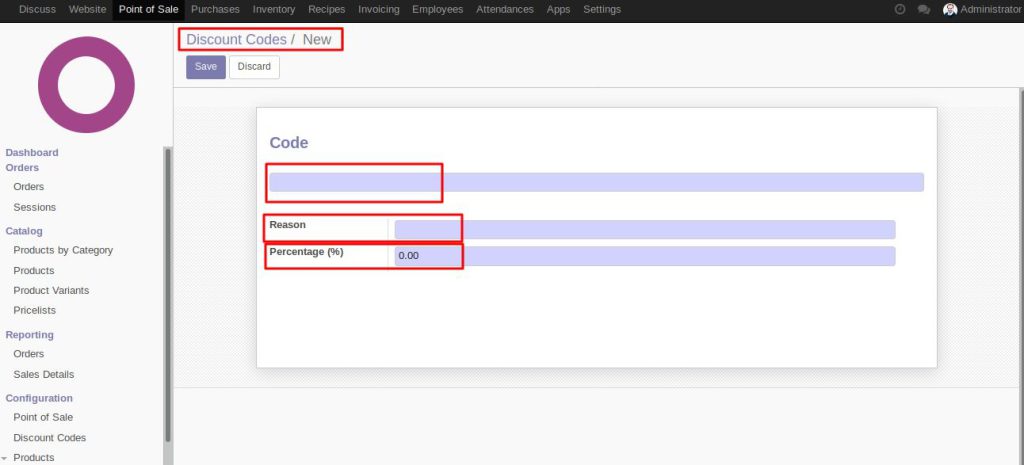 Discuss Website Point of Sale Purchases Inventory Recipes Invoicing Employees Attendances Apps Settings Administrator
Discount Codes / New
Save Discard
Code
Reason
Percentage (%) 0.00
Dashboard
Orders
Orders
Sessions
Catalog
Products by Category
Products
Product Variants
Pricelists
Reporting
Orders
Sales Details
Configuration
Point of Sale
Discount Codes
Products